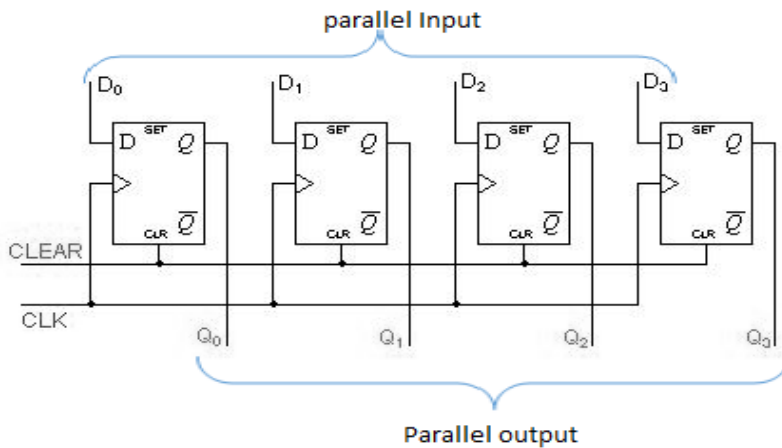 parallel Input
D0 D1 D2 D3
SET SET SET SET
D Q D Q D Q D Q
Q̅ Q̅ Q̅ Q̅
CLR CLR CLR CLR
CLEAR
CLK
Q0 Q1 Q2 Q3
Parallel output